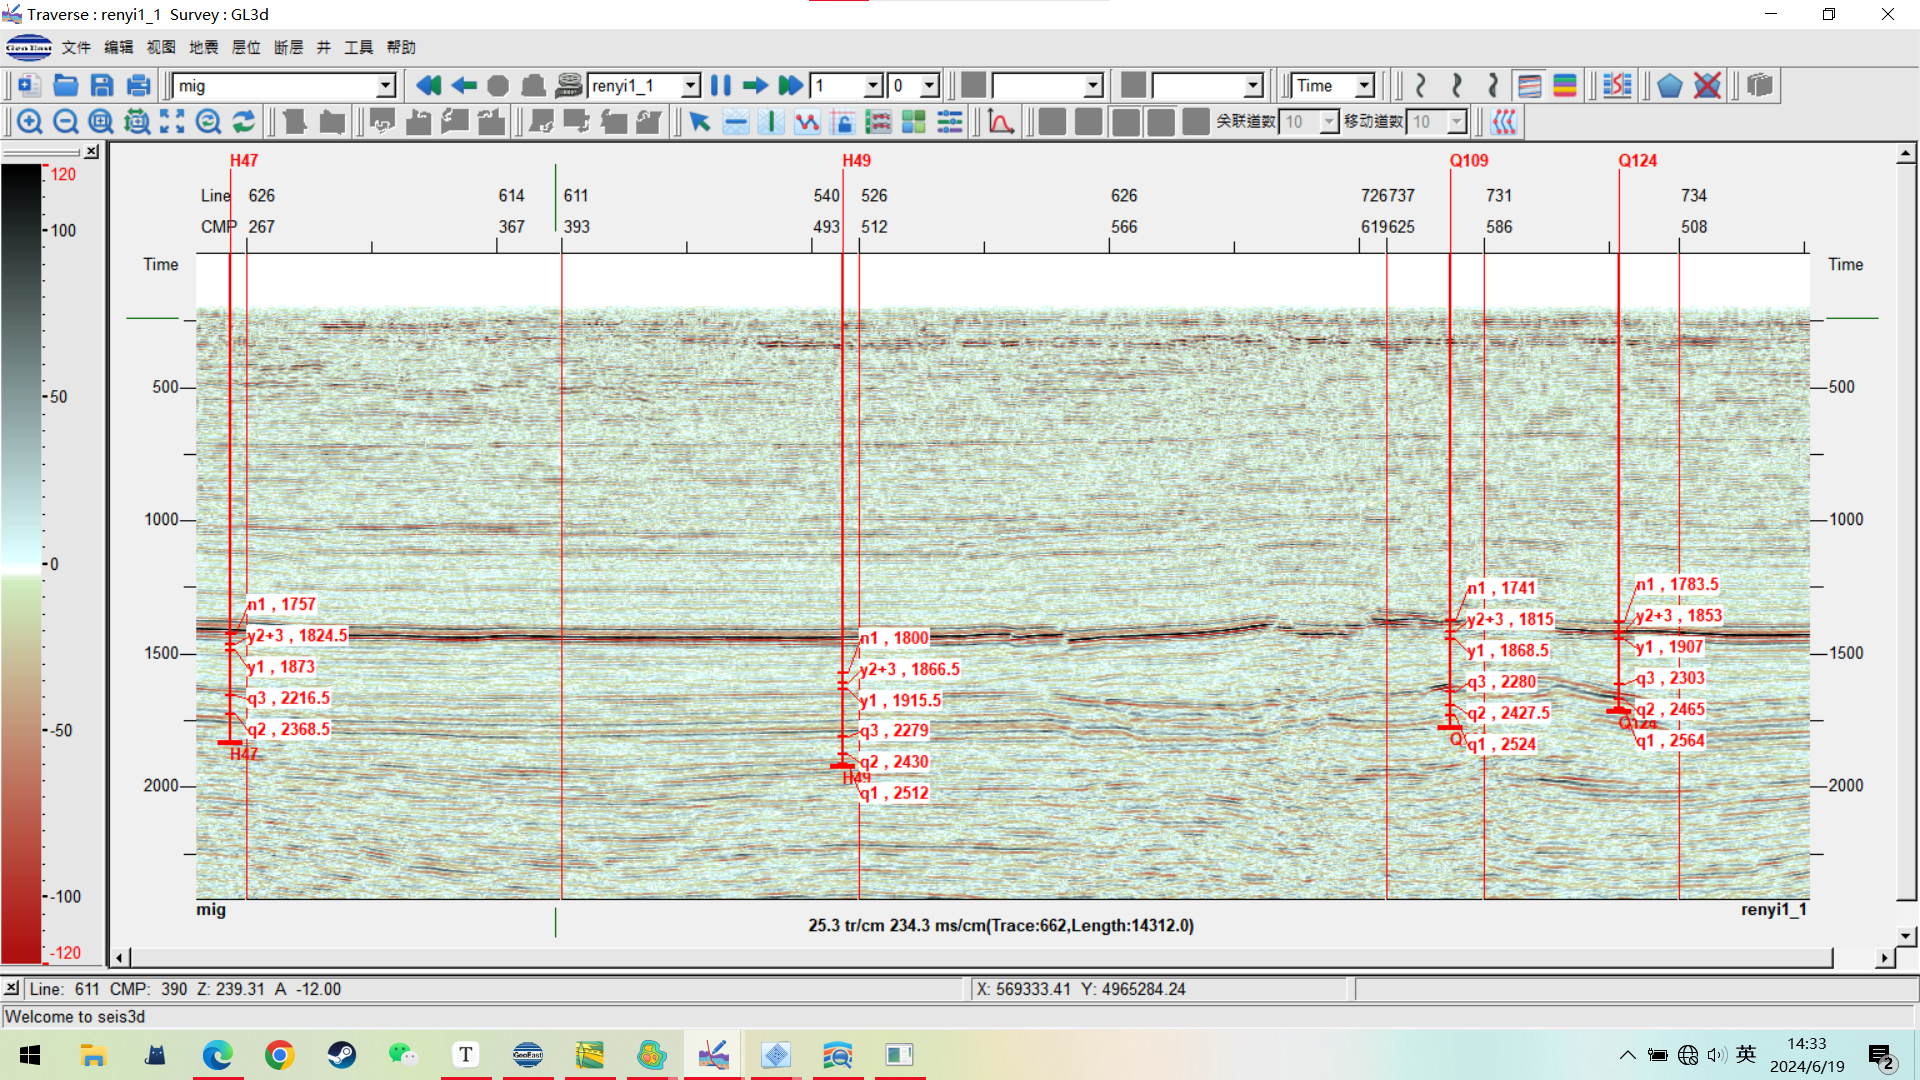 Traverse : renyi1_1 Survey : GL3d
GeoEast 文件 编辑 视图 地震 层位 断层 井 工具 帮助
mig renyi1_1 1 0 Time
关联道数 10 移动道数 10
120
100
50
0
-50
-100
-120
H47 H49 Q109 Q124
Line 626 614 611 540 526 626 726 737 731 734
CMP 267 367 393 493 512 566 619 625 586 508
Time Time
500 500
1000 1000
1500 1500
2000 2000
n1 , 1757
y2+3 , 1824.5
y1 , 1873
q3 , 2216.5
q2 , 2368.5
H47
n1 , 1800
y2+3 , 1866.5
y1 , 1915.5
q3 , 2279
q2 , 2430
H49
q1 , 2512
n1 , 1741
y2+3 , 1815
y1 , 1868.5
q3 , 2280
q2 , 2427.5
Q
q1 , 2524
n1 , 1783.5
y2+3 , 1853
y1 , 1907
q3 , 2303
q2 , 2465
Q124
q1 , 2564
mig renyi1_1
25.3 tr/cm 234.3 ms/cm(Trace:662,Length:14312.0)
Line: 611 CMP: 390 Z: 239.31 A -12.00 X: 569333.41 Y: 4965284.24
Welcome to seis3d
T GeoEast 英 14:33
2024/6/19 2